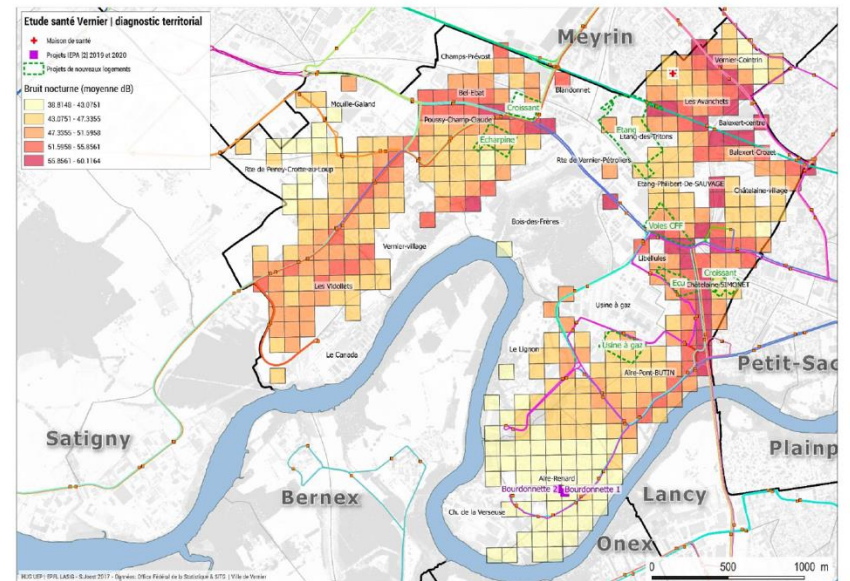 Etude santé Vernier | diagnostic territorial
Maison de santé
Projets IEPA (2) 2019 et 2020
Projets de nouveaux logements
Bruit nocturne (moyenne dB)
38.8148 - 43.0751
43.0751 - 47.3355
47.3355 - 51.5958
51.5958 - 55.8561
55.8561 - 60.1164
Meyrin
Champs-Prévost
Vernier-Cointrin
Bel-Ebat
Blandonnet
Mouille-Galand
Croissant
Les Avanchets
Poussy-Champ-Claude
Etang
Balexert-centre
Echarpine
Etang-des-Tritons
Balexert-Crozet
Rte de Peney-Crotte-au-Loup
Rte de Vernier-Pétroliers
Etang-Philibert-De-SAUVAGE
Châtelaine-village
Bois-des-Frères
Voies CFF
Vernier-village
Libellules
Croissant
Ecu
Châtelaine-SIMONET
Les Vidollets
Usine à gaz
Le Canada
Le Lignon
Usine à gaz
Aïre-Pont-BUTIN
Petit-Sac
Satigny
Plainp
Bernex
Aïre-Renard
Bourdonnette 2
Bourdonnette 1
Lancy
Ch. de la Verseuse
Onex
0 500 1000 m